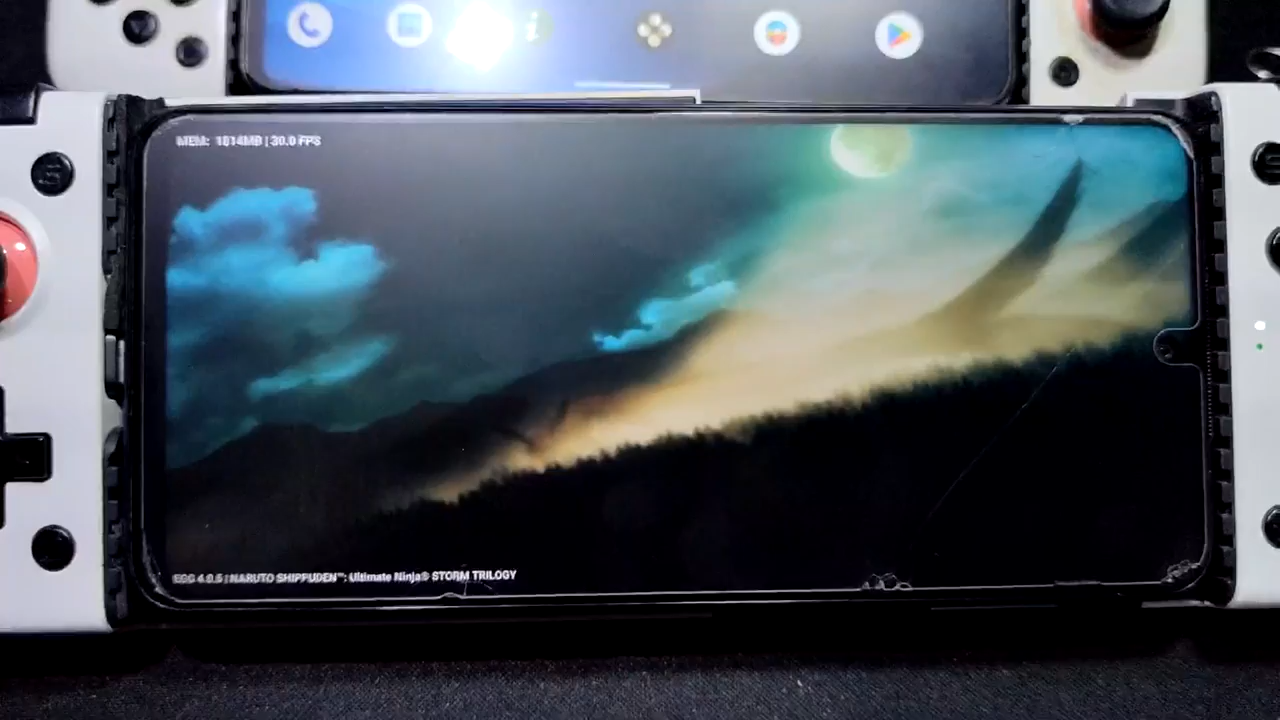 MEM: 1814MB | 30.0 FPS
EGG 4.0.5 | NARUTO SHIPPUDEN™: Ultimate Ninja® STORM TRILOGY